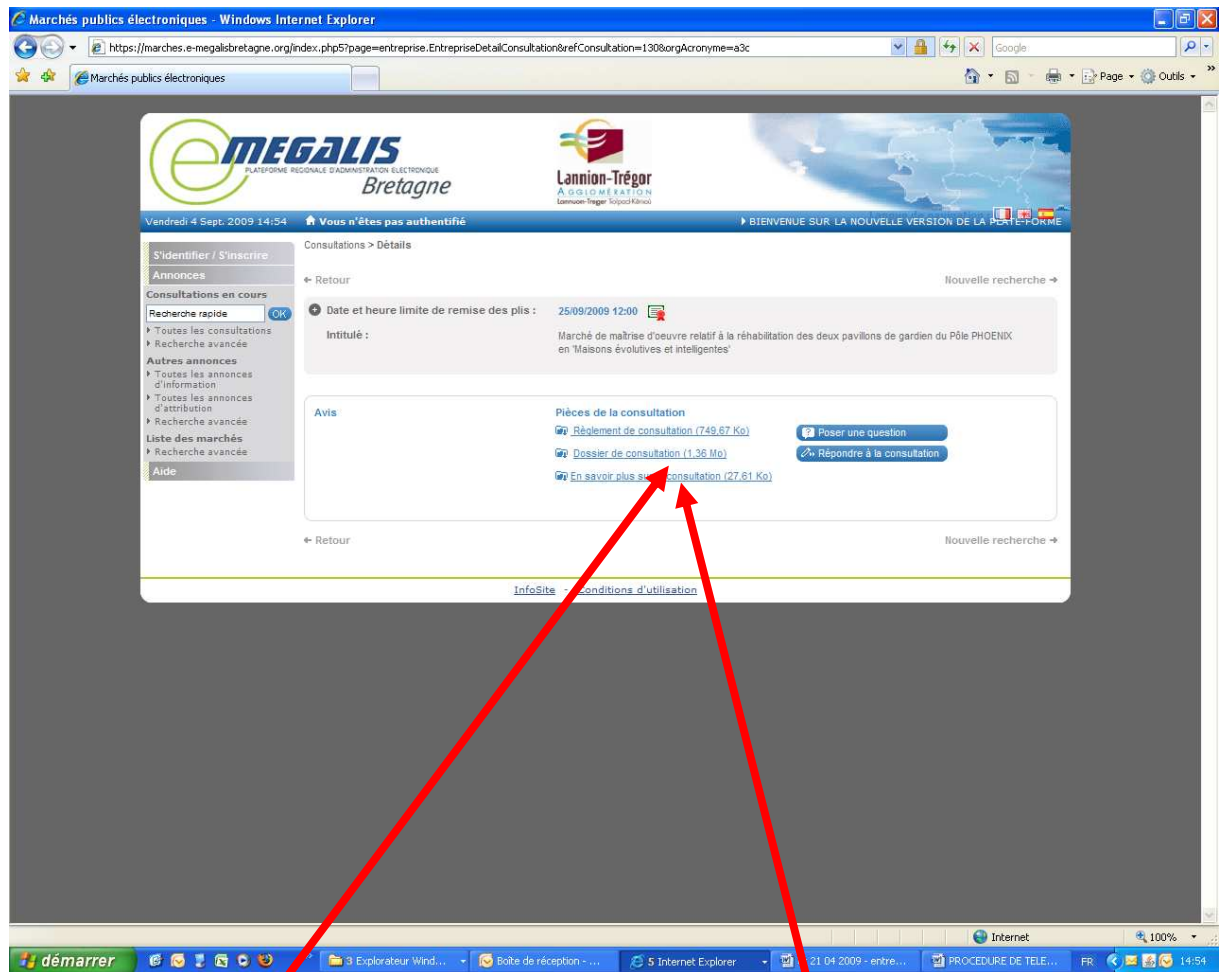 Marchés publics électroniques - Windows Internet Explorer
https://marches.e-megalisbretagne.org/index.php5?page=entreprise.EntrepriseDetailConsultation&refConsultation=130&orgAcronyme=a3c
Google
Marchés publics électroniques
Page
Outils
e MEGALIS
PLATEFORME REGIONALE D'ADMINISTRATION ELECTRONIQUE
Bretagne
Lannion-Trégor
AGGLOMERATION
Vendredi 4 Sept. 2009 14:54
Vous n'êtes pas authentifié
BIENVENUE SUR LA NOUVELLE VERSION DE LA PLATE-FORME
S'identifier / S'inscrire
Annonces
Consultations en cours
Recherche rapide
OK
Toutes les consultations
Recherche avancée
Autres annonces
Toutes les annonces
d'information
Toutes les annonces
d'attribution
Recherche avancée
Liste des marchés
Recherche avancée
Aide
Consultations > Détails
Retour
Nouvelle recherche
Date et heure limite de remise des plis :
25/09/2009 12:00
Intitulé :
Marché de maîtrise d'oeuvre relatif à la réhabilitation des deux pavillons de gardien du Pôle PHOENIX
en 'Maisons évolutives et intelligentes'
Avis
Pièces de la consultation
Règlement de consultation (749,67 Ko)
Dossier de consultation (1,36 Mo)
En savoir plus sur consultation (27,61 Ko)
Poser une question
Répondre à la consultation
Retour
Nouvelle recherche
InfoSite - Conditions d'utilisation
Internet
100%
démarrer
3 Explorateur Wind...
Boîte de réception - ...
5 Internet Explorer
21 04 2009 - entre...
PROCEDURE DE TELE...
FR
14:54